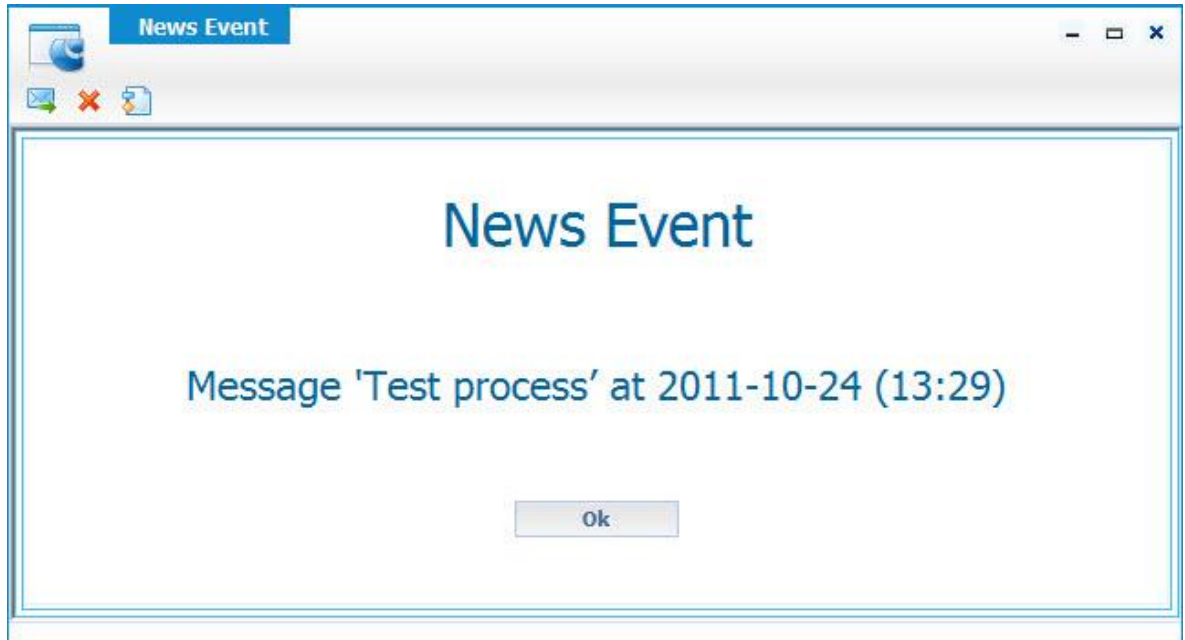 News Event
News Event
Message 'Test process’ at 2011-10-24 (13:29)
Ok